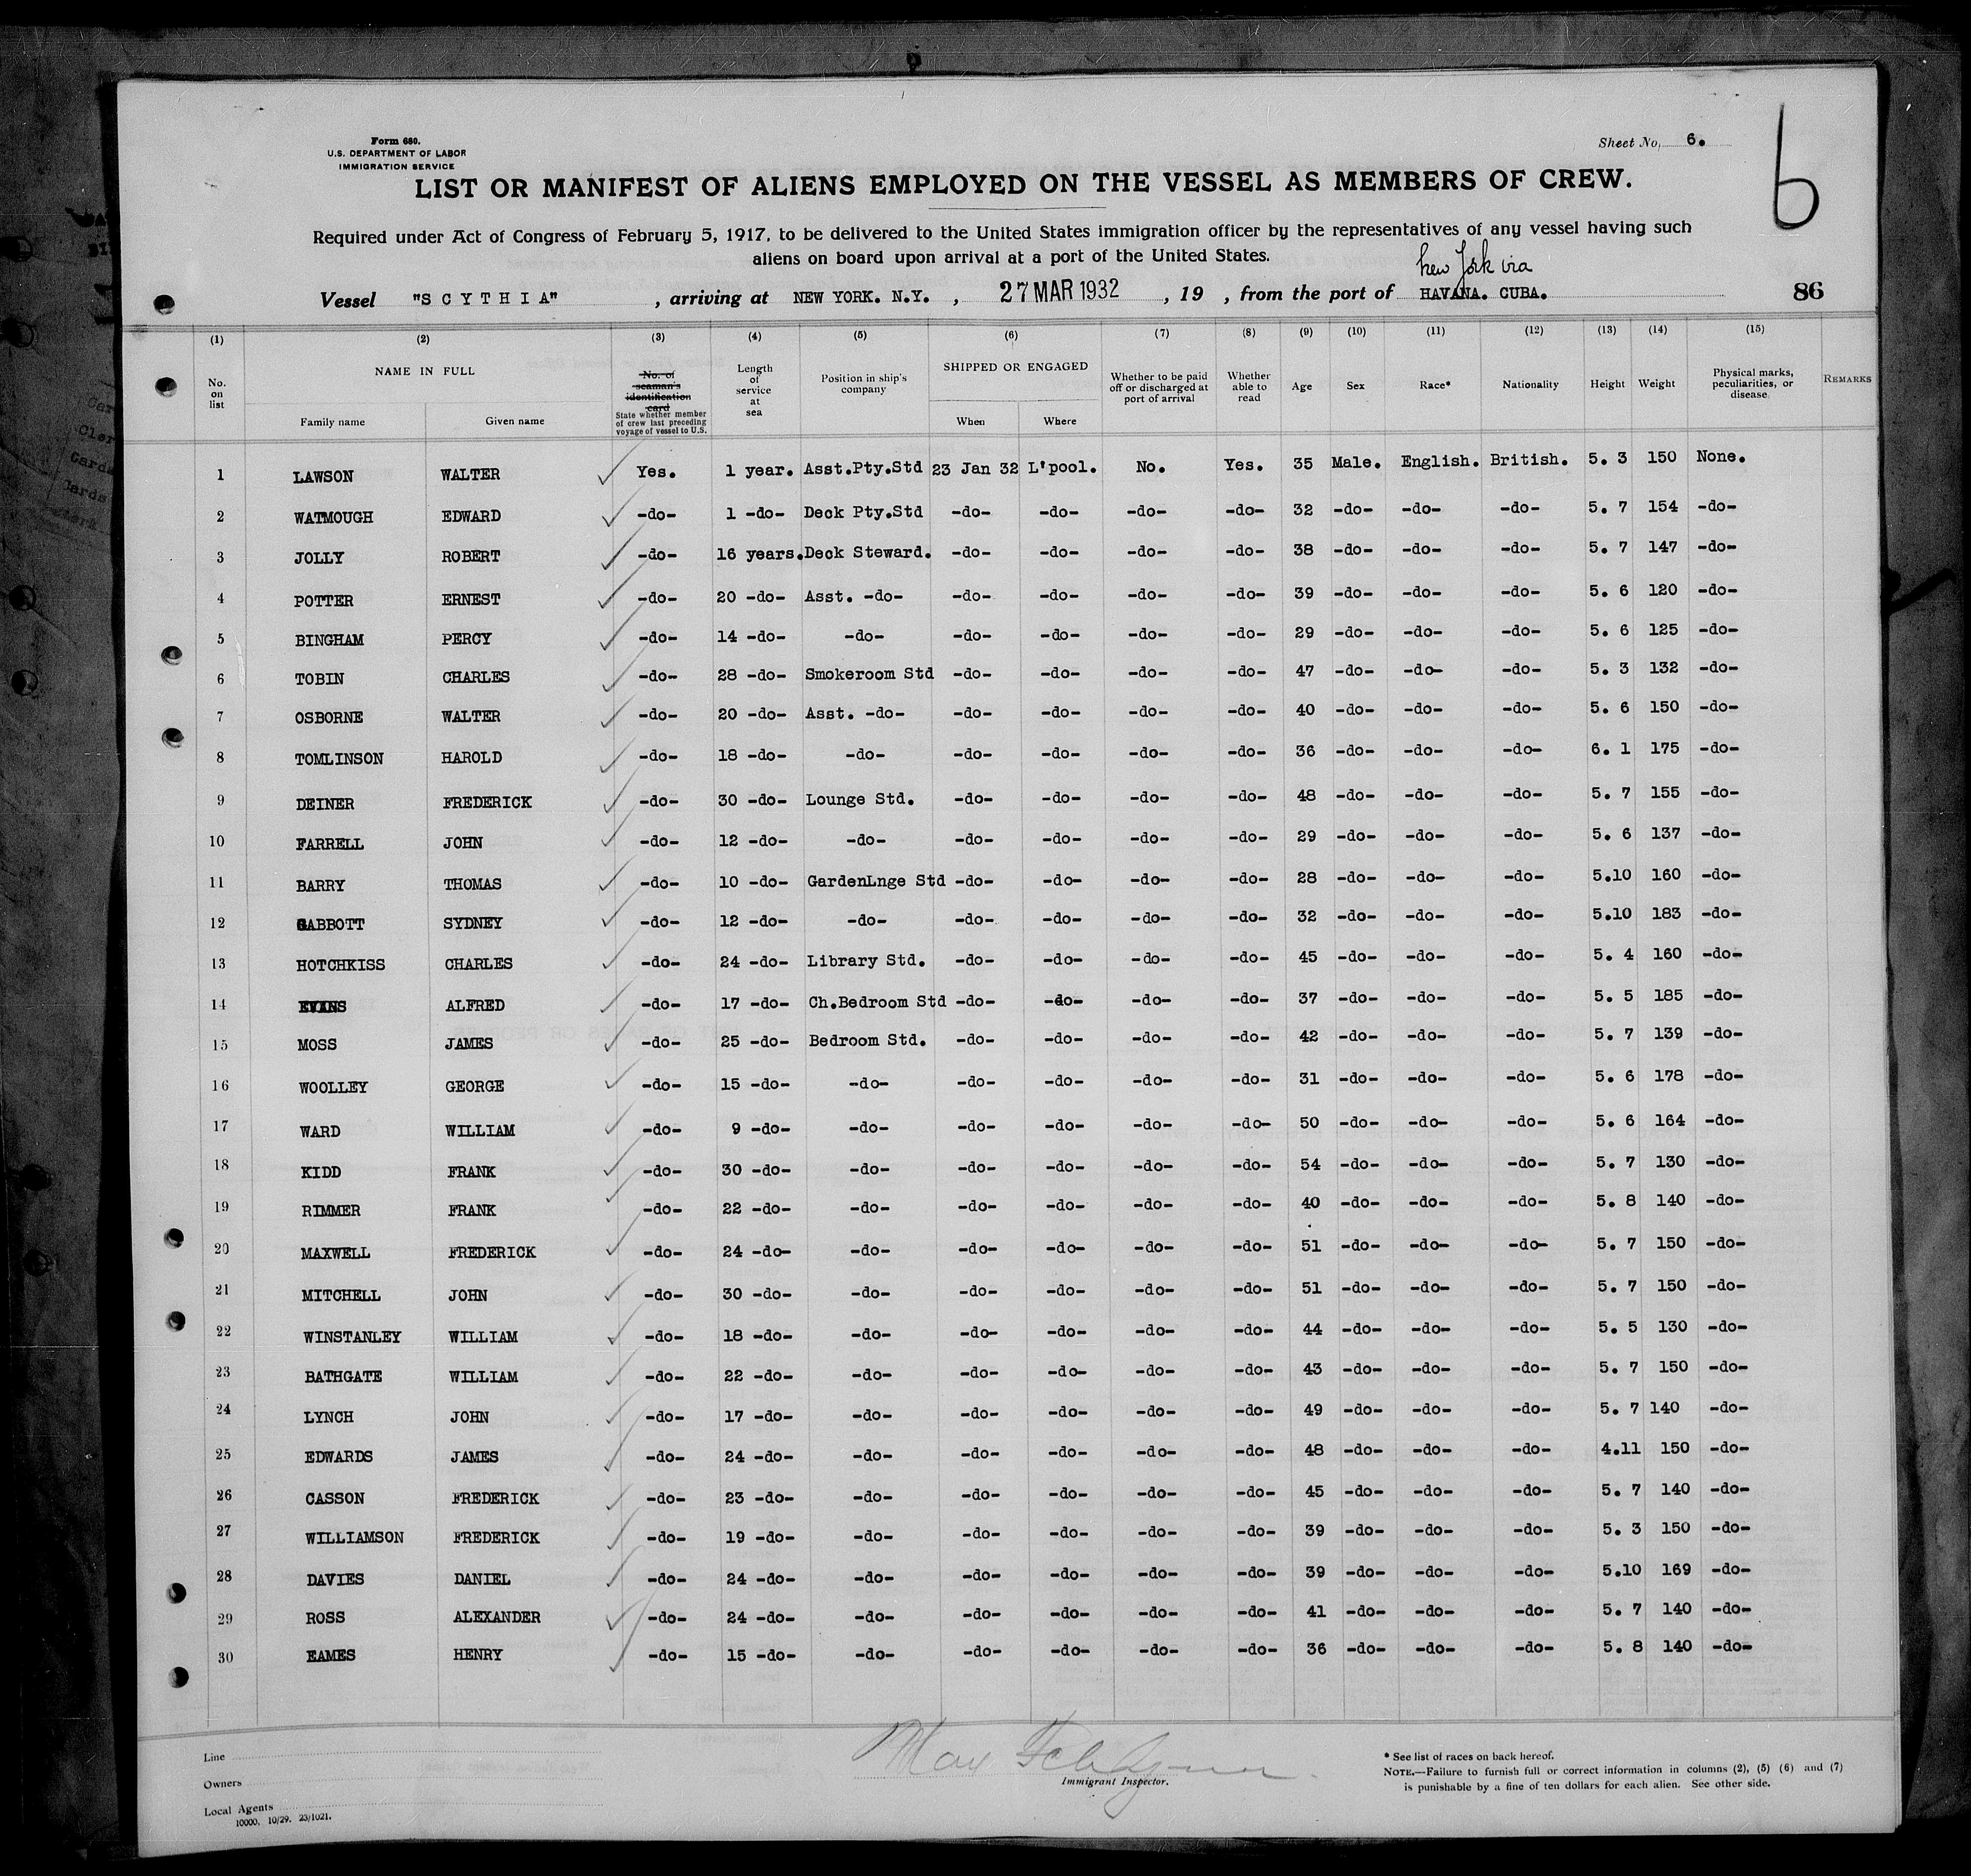 Form 680.
U.S. DEPARTMENT OF LABOR
IMMIGRATION SERVICE
Sheet No. 6.
6
LIST OR MANIFEST OF ALIENS EMPLOYED ON THE VESSEL AS MEMBERS OF CREW.
Required under Act of Congress of February 5, 1917, to be delivered to the United States immigration officer by the representatives of any vessel having such
aliens on board upon arrival at a port of the United States.
New York via
Vessel "SCYTHIA" , arriving at NEW YORK. N.Y. , 27 MAR 1932 , 19 , from the port of HAVANA. CUBA.
86
(1) (2) (3) (4) (5) (6) (7) (8) (9) (10) (11) (12) (13) (14) (15)
No. on list NAME IN FULL Family name Given name No. of seaman's identification card State whether member of crew last preceding voyage of vessel to U.S. Length of service at sea Position in ship's company SHIPPED OR ENGAGED When Where Whether to be paid off or discharged at port of arrival Whether able to read Age Sex Race* Nationality Height Weight Physical marks, peculiarities, or disease REMARKS
1 LAWSON WALTER ✓ Yes. 1 year. Asst.Pty.Std 23 Jan 32 L'pool. No. Yes. 35 Male. English. British. 5. 3 150 None.
2 WATMOUGH EDWARD ✓ -do- 1 -do- Deck Pty.Std -do- -do- -do- -do- 32 -do- -do- -do- 5. 7 154 -do-
3 JOLLY ROBERT ✓ -do- 16 years. Deck Steward. -do- -do- -do- -do- 38 -do- -do- -do- 5. 7 147 -do-
4 POTTER ERNEST ✓ -do- 20 -do- Asst. -do- -do- -do- -do- -do- 39 -do- -do- -do- 5. 6 120 -do-
5 BINGHAM PERCY ✓ -do- 14 -do- -do- -do- -do- -do- -do- 29 -do- -do- -do- 5. 6 125 -do-
6 TOBIN CHARLES ✓ -do- 28 -do- Smokeroom Std -do- -do- -do- -do- 47 -do- -do- -do- 5. 3 132 -do-
7 OSBORNE WALTER ✓ -do- 20 -do- Asst. -do- -do- -do- -do- -do- 40 -do- -do- -do- 5. 6 150 -do-
8 TOMLINSON HAROLD ✓ -do- 18 -do- -do- -do- -do- -do- -do- 36 -do- -do- -do- 6. 1 175 -do-
9 DEINER FREDERICK ✓ -do- 30 -do- Lounge Std. -do- -do- -do- -do- 48 -do- -do- -do- 5. 7 155 -do-
10 FARRELL JOHN ✓ -do- 12 -do- -do- -do- -do- -do- -do- 29 -do- -do- -do- 5. 6 137 -do-
11 BARRY THOMAS ✓ -do- 10 -do- GardenLnge Std -do- -do- -do- -do- 28 -do- -do- -do- 5.10 160 -do-
12 GABBOTT SYDNEY ✓ -do- 12 -do- -do- -do- -do- -do- -do- 32 -do- -do- -do- 5.10 183 -do-
13 HOTCHKISS CHARLES ✓ -do- 24 -do- Library Std. -do- -do- -do- -do- 45 -do- -do- -do- 5. 4 160 -do-
14 EVANS ALFRED ✓ -do- 17 -do- Ch.Bedroom Std -do- -do- -do- -do- 37 -do- -do- -do- 5. 5 185 -do-
15 MOSS JAMES ✓ -do- 25 -do- Bedroom Std. -do- -do- -do- -do- 42 -do- -do- -do- 5. 7 139 -do-
16 WOOLLEY GEORGE ✓ -do- 15 -do- -do- -do- -do- -do- -do- 31 -do- -do- -do- 5. 6 178 -do-
17 WARD WILLIAM ✓ -do- 9 -do- -do- -do- -do- -do- -do- 50 -do- -do- -do- 5. 6 164 -do-
18 KIDD FRANK ✓ -do- 30 -do- -do- -do- -do- -do- -do- 54 -do- -do- -do- 5. 7 130 -do-
19 RIMMER FRANK ✓ -do- 22 -do- -do- -do- -do- -do- -do- 40 -do- -do- -do- 5. 8 140 -do-
20 MAXWELL FREDERICK ✓ -do- 24 -do- -do- -do- -do- -do- -do- 51 -do- -do- -do- 5. 7 150 -do-
21 MITCHELL JOHN ✓ -do- 30 -do- -do- -do- -do- -do- -do- 51 -do- -do- -do- 5. 7 150 -do-
22 WINSTANLEY WILLIAM ✓ -do- 18 -do- -do- -do- -do- -do- -do- 44 -do- -do- -do- 5. 5 130 -do-
23 BATHGATE WILLIAM ✓ -do- 22 -do- -do- -do- -do- -do- -do- 43 -do- -do- -do- 5. 7 150 -do-
24 LYNCH JOHN ✓ -do- 17 -do- -do- -do- -do- -do- -do- 49 -do- -do- -do- 5. 7 140 -do-
25 EDWARDS JAMES ✓ -do- 24 -do- -do- -do- -do- -do- -do- 48 -do- -do- -do- 4.11 150 -do-
26 CASSON FREDERICK ✓ -do- 23 -do- -do- -do- -do- -do- -do- 45 -do- -do- -do- 5. 7 140 -do-
27 WILLIAMSON FREDERICK ✓ -do- 19 -do- -do- -do- -do- -do- -do- 39 -do- -do- -do- 5. 3 150 -do-
28 DAVIES DANIEL ✓ -do- 24 -do- -do- -do- -do- -do- -do- 39 -do- -do- -do- 5.10 169 -do-
29 ROSS ALEXANDER ✓ -do- 24 -do- -do- -do- -do- -do- -do- 41 -do- -do- -do- 5. 7 140 -do-
30 EAMES HENRY ✓ -do- 15 -do- -do- -do- -do- -do- -do- 36 -do- -do- -do- 5. 8 140 -do-
Line
Owners
Local Agents
10000. 10/29. 23/1021.
Max
Immigrant Inspector.
* See list of races on back hereof.
NOTE.—Failure to furnish full or correct information in columns (2), (5) (6) and (7)
is punishable by a fine of ten dollars for each alien. See other side.